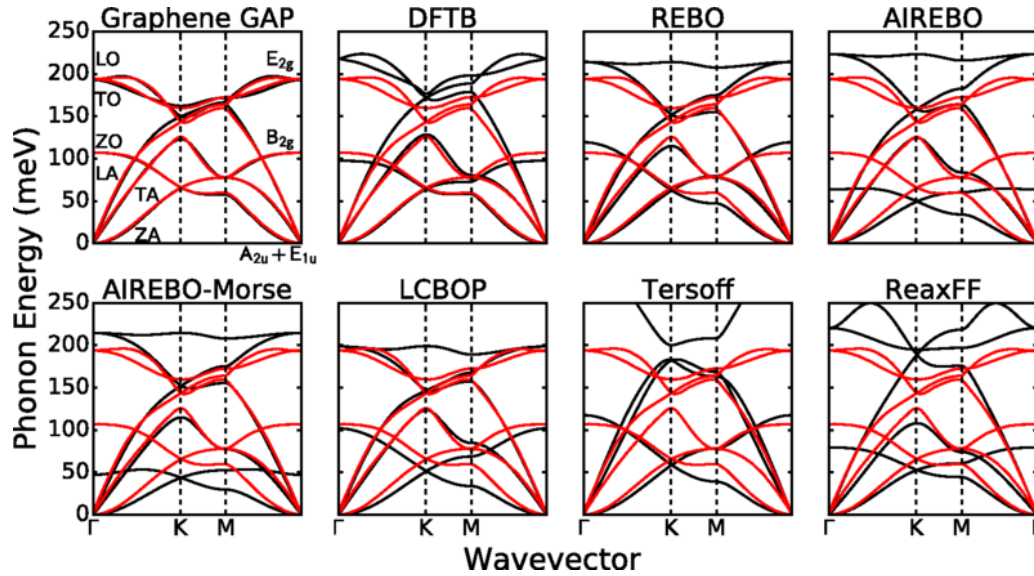 Graphene GAP DFTB REBO AIREBO
250
200
150
100
50
0
LO
TO
ZO
LA
TA
ZA
E2g
B2g
A2u + E1u
Phonon Energy (meV)
AIREBO-Morse LCBOP Tersoff ReaxFF
250
200
150
100
50
0
Γ K M K M K M K M
Wavevector